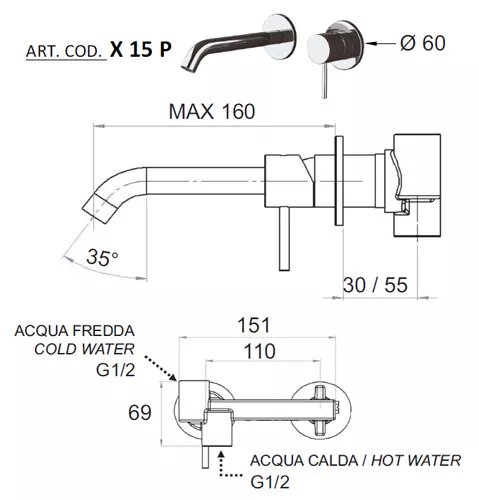 ART. COD. X 15 P
Ø 60
MAX 160
35°
30 / 55
151
110
ACQUA FREDDA
COLD WATER
G1/2
69
ACQUA CALDA / HOT WATER
G1/2